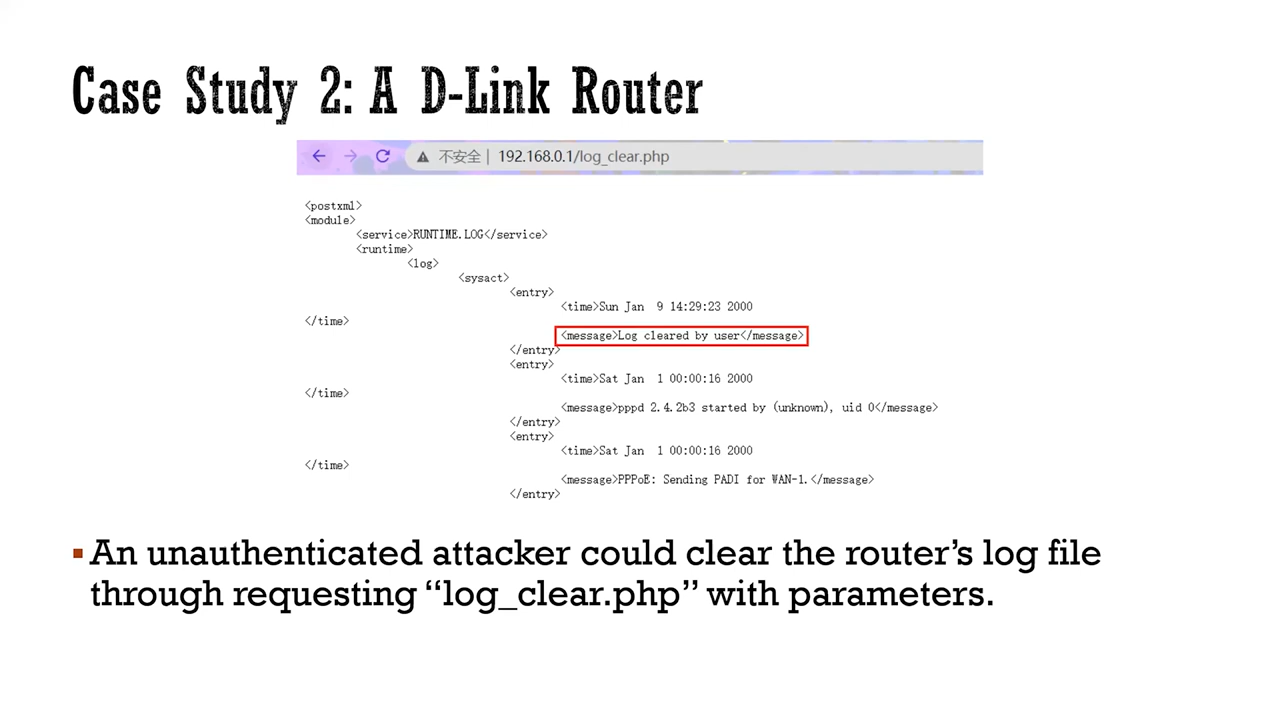 Case Study 2: A D-Link Router
不安全 | 192.168.0.1/log_clear.php
<postxml>
<module>
<service>RUNTIME.LOG</service>
<runtime>
<log>
<sysact>
<entry>
<time>Sun Jan  9 14:29:23 2000
</time>
<message>Log cleared by user</message>
</entry>
<entry>
<time>Sat Jan  1 00:00:16 2000
</time>
<message>pppd 2.4.2b3 started by (unknown), uid 0</message>
</entry>
<entry>
<time>Sat Jan  1 00:00:16 2000
</time>
<message>PPPoE: Sending PADI for WAN-1.</message>
</entry>
▪An unauthenticated attacker could clear the router’s log file
through requesting “log_clear.php” with parameters.